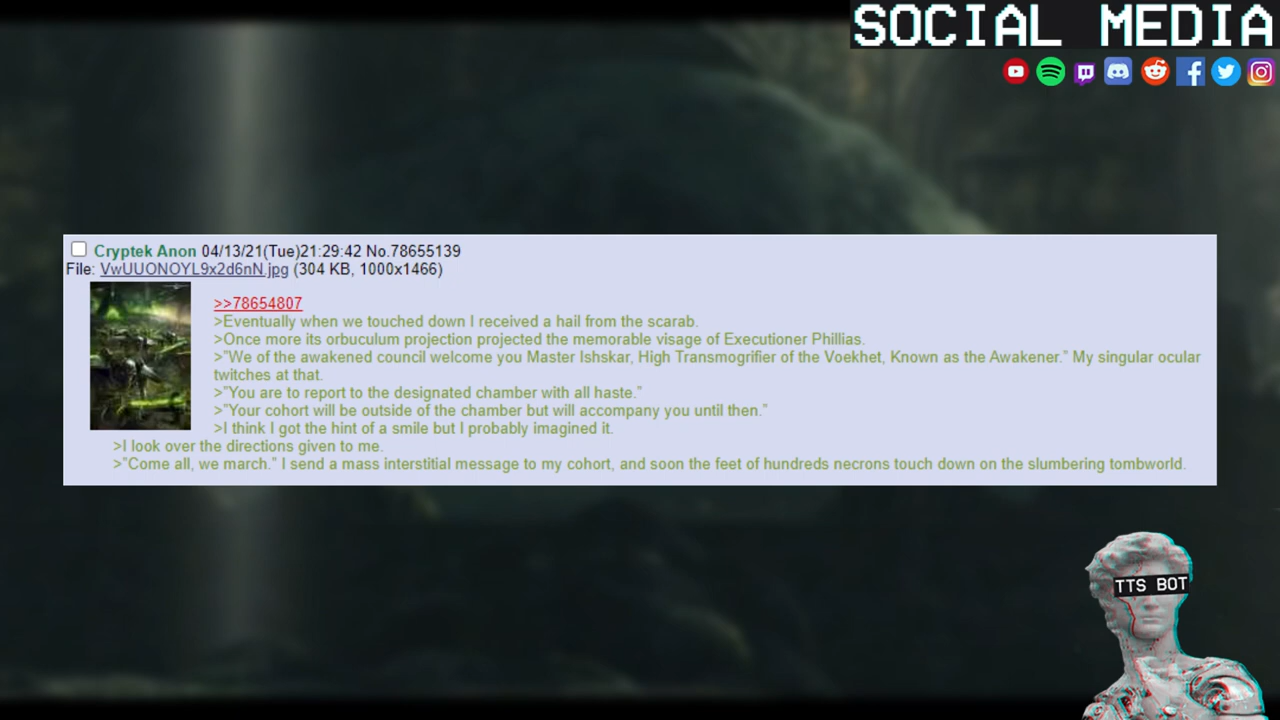 SOCIAL MEDIA
Cryptek Anon 04/13/21(Tue)21:29:42 No.78655139
File: VwUUONOYL9x2d6nN.jpg (304 KB, 1000x1466)
>>78654807
>Eventually when we touched down I received a hail from the scarab.
>Once more its orbuculum projection projected the memorable visage of Executioner Phillias.
>"We of the awakened council welcome you Master Ishskar, High Transmogrifier of the Voekhet, Known as the Awakener." My singular ocular
twitches at that.
>"You are to report to the designated chamber with all haste."
>"Your cohort will be outside of the chamber but will accompany you until then."
>I think I got the hint of a smile but I probably imagined it.
>I look over the directions given to me.
>"Come all, we march." I send a mass interstitial message to my cohort, and soon the feet of hundreds necrons touch down on the slumbering tombworld.
TTS BOT